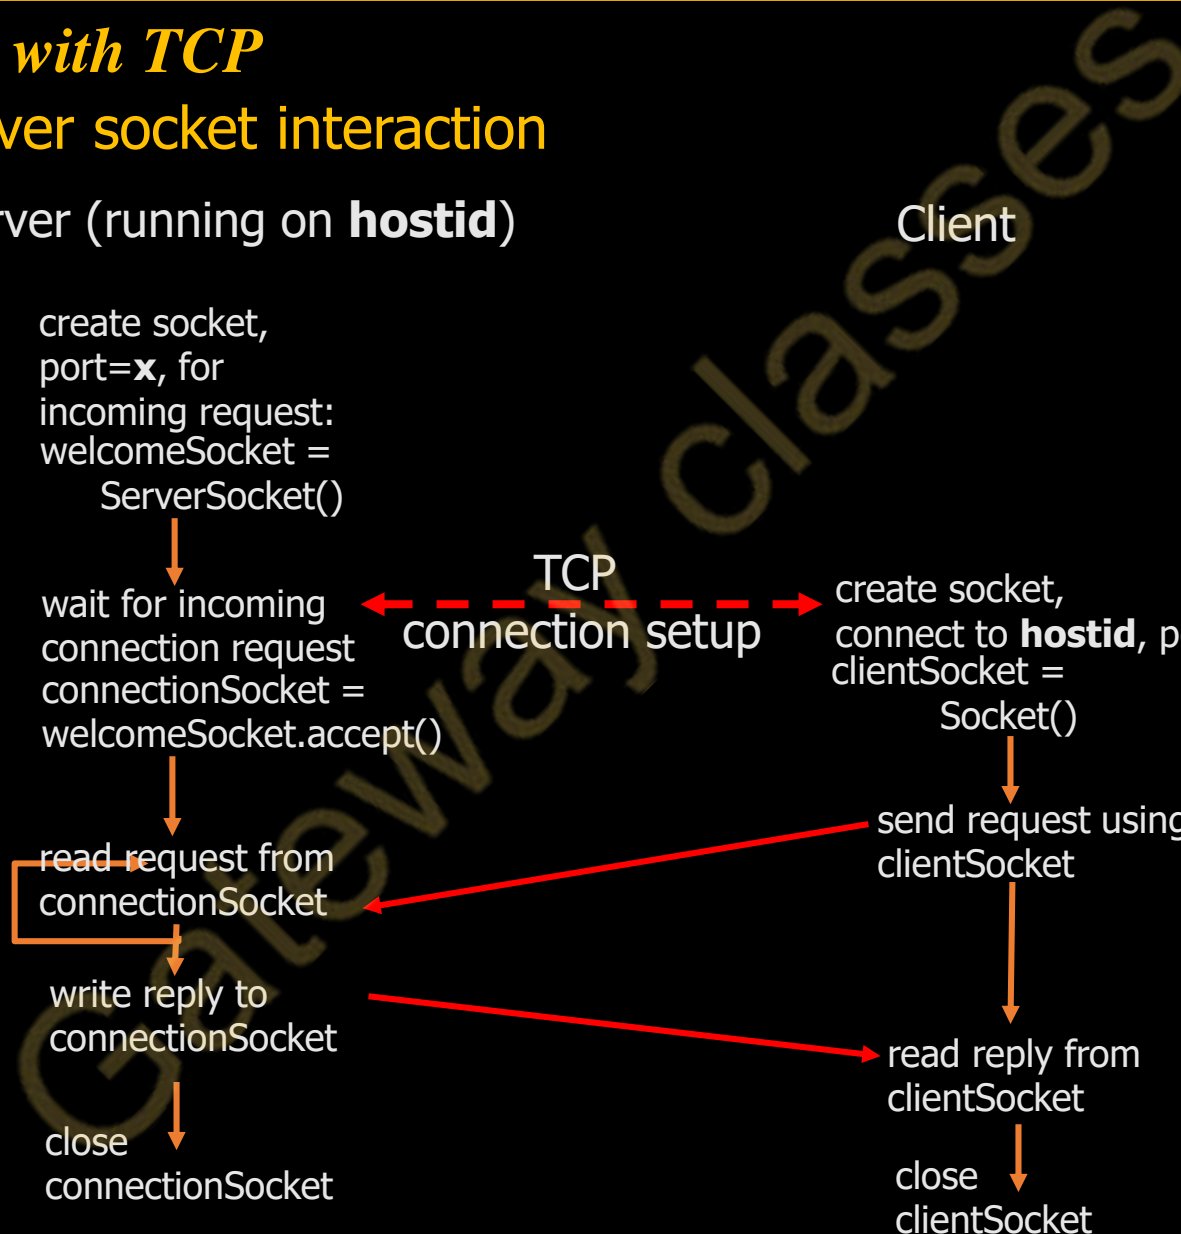 with TCP
ver socket interaction
rver (running on hostid)
Client
create socket,
port=x, for
incoming request:
welcomeSocket =
ServerSocket()
TCP
connection setup
wait for incoming
connection request
connectionSocket =
welcomeSocket.accept()
create socket,
connect to hostid, p
clientSocket =
Socket()
send request using
clientSocket
read request from
connectionSocket
write reply to
connectionSocket
read reply from
clientSocket
close
connectionSocket
close
clientSocket
Gateway classes